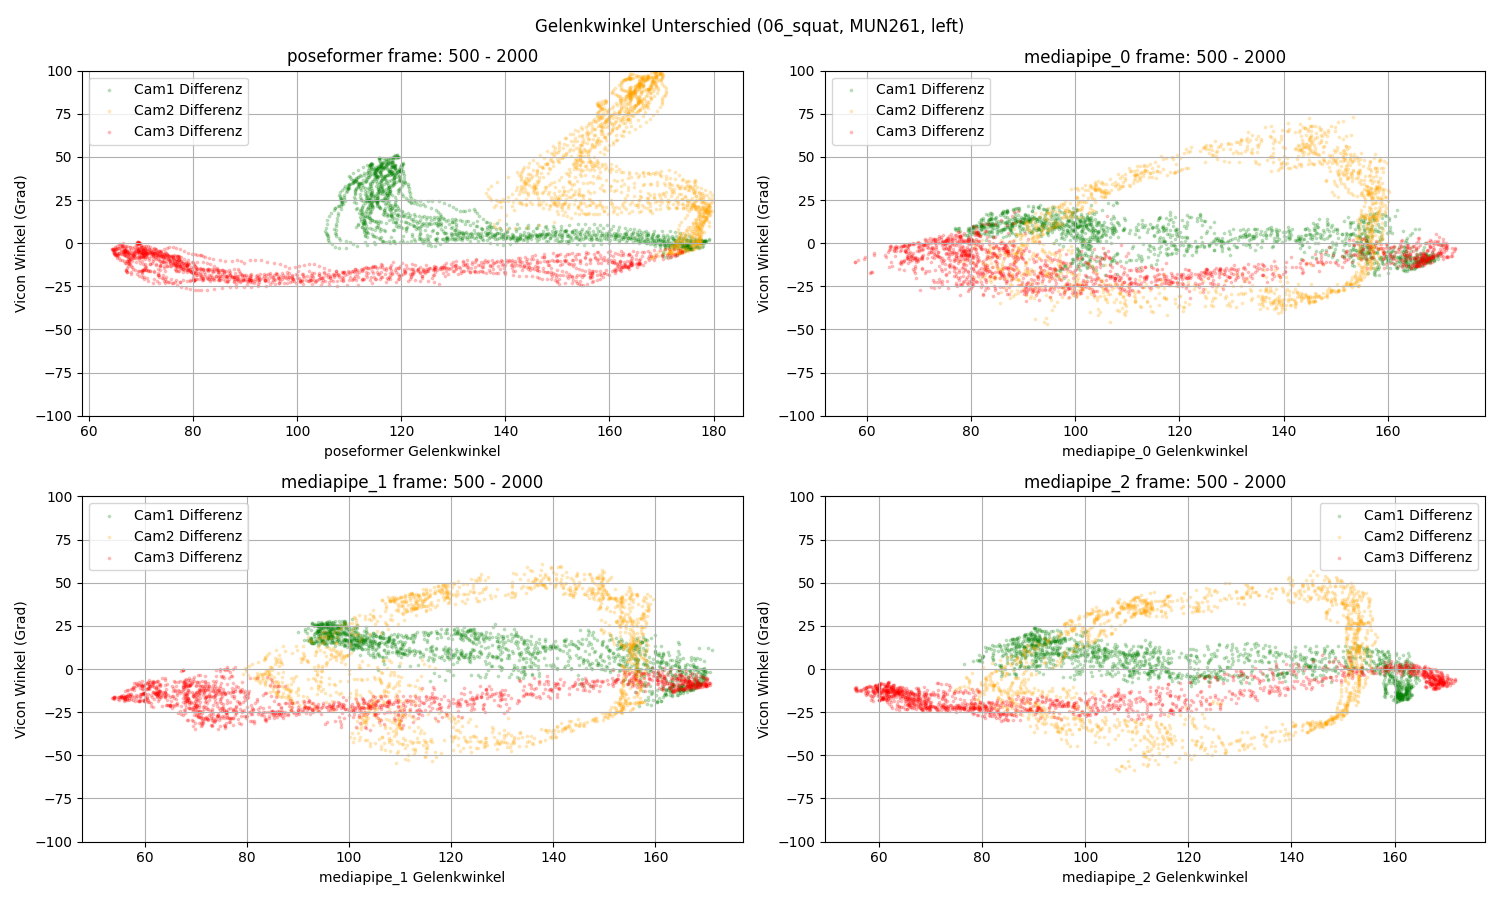 Gelenkwinkel Unterschied (06_squat, MUN261, left)
poseformer frame: 500 - 2000
100
75
50
25
0
−25
−50
−75
−100
Vicon Winkel (Grad)
Cam1 Differenz
Cam2 Differenz
Cam3 Differenz
60 80 100 120 140 160 180
poseformer Gelenkwinkel
mediapipe_0 frame: 500 - 2000
100
75
50
25
0
−25
−50
−75
−100
Vicon Winkel (Grad)
Cam1 Differenz
Cam2 Differenz
Cam3 Differenz
60 80 100 120 140 160
mediapipe_0 Gelenkwinkel
mediapipe_1 frame: 500 - 2000
100
75
50
25
0
−25
−50
−75
−100
Vicon Winkel (Grad)
Cam1 Differenz
Cam2 Differenz
Cam3 Differenz
60 80 100 120 140 160
mediapipe_1 Gelenkwinkel
mediapipe_2 frame: 500 - 2000
100
75
50
25
0
−25
−50
−75
−100
Vicon Winkel (Grad)
Cam1 Differenz
Cam2 Differenz
Cam3 Differenz
60 80 100 120 140 160
mediapipe_2 Gelenkwinkel